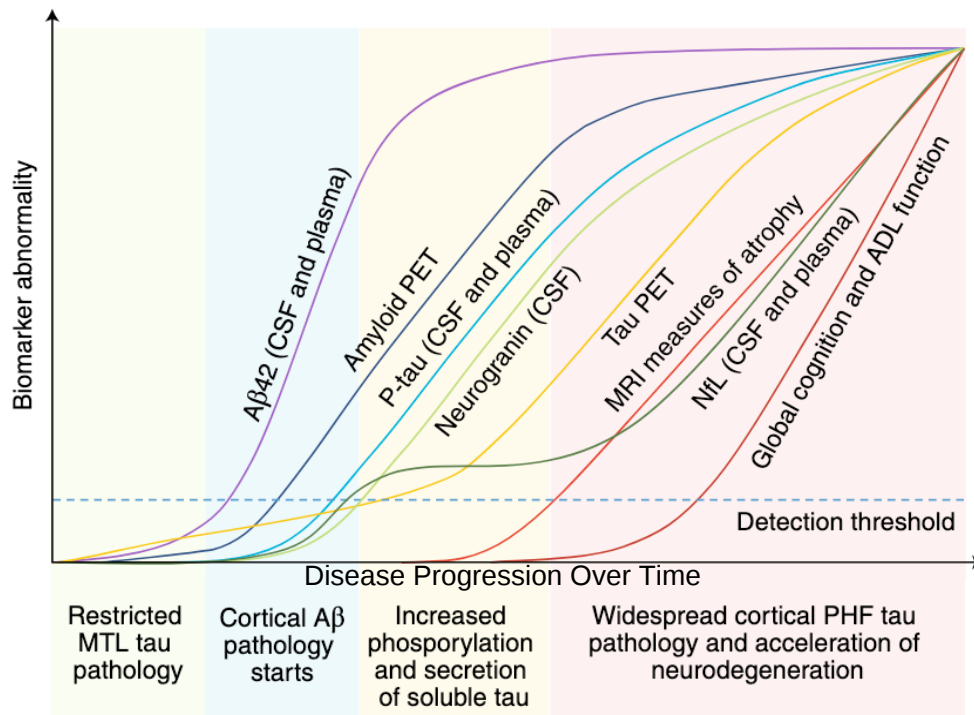 Biomarker abnormality
Aβ42 (CSF and plasma)
Amyloid PET
P-tau (CSF and plasma)
Neurogranin (CSF)
Tau PET
MRI measures of atrophy
NfL (CSF and plasma)
Global cognition and ADL function
Detection threshold
Disease Progression Over Time
Restricted
MTL tau
pathology
Cortical Aβ
pathology
starts
Increased
phosporylation
and secretion
of soluble tau
Widespread cortical PHF tau
pathology and acceleration of
neurodegeneration